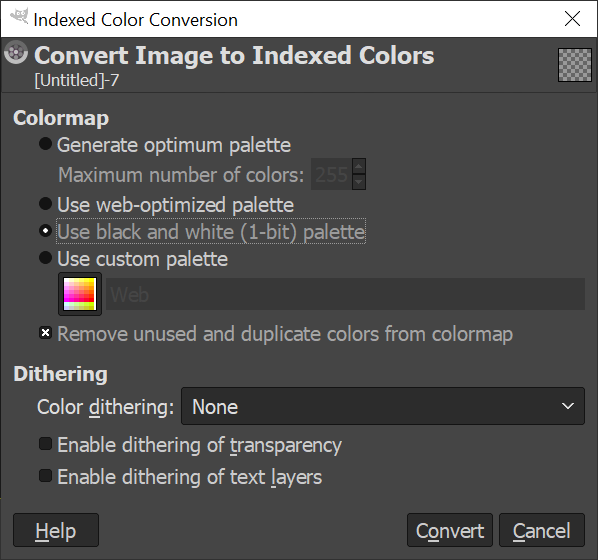 Indexed Color Conversion
Convert Image to Indexed Colors
[Untitled]-7
Colormap
Generate optimum palette
Maximum number of colors: 255
Use web-optimized palette
Use black and white (1-bit) palette
Use custom palette
Web
Remove unused and duplicate colors from colormap
Dithering
Color dithering: None
Enable dithering of transparency
Enable dithering of text layers
Help Convert Cancel